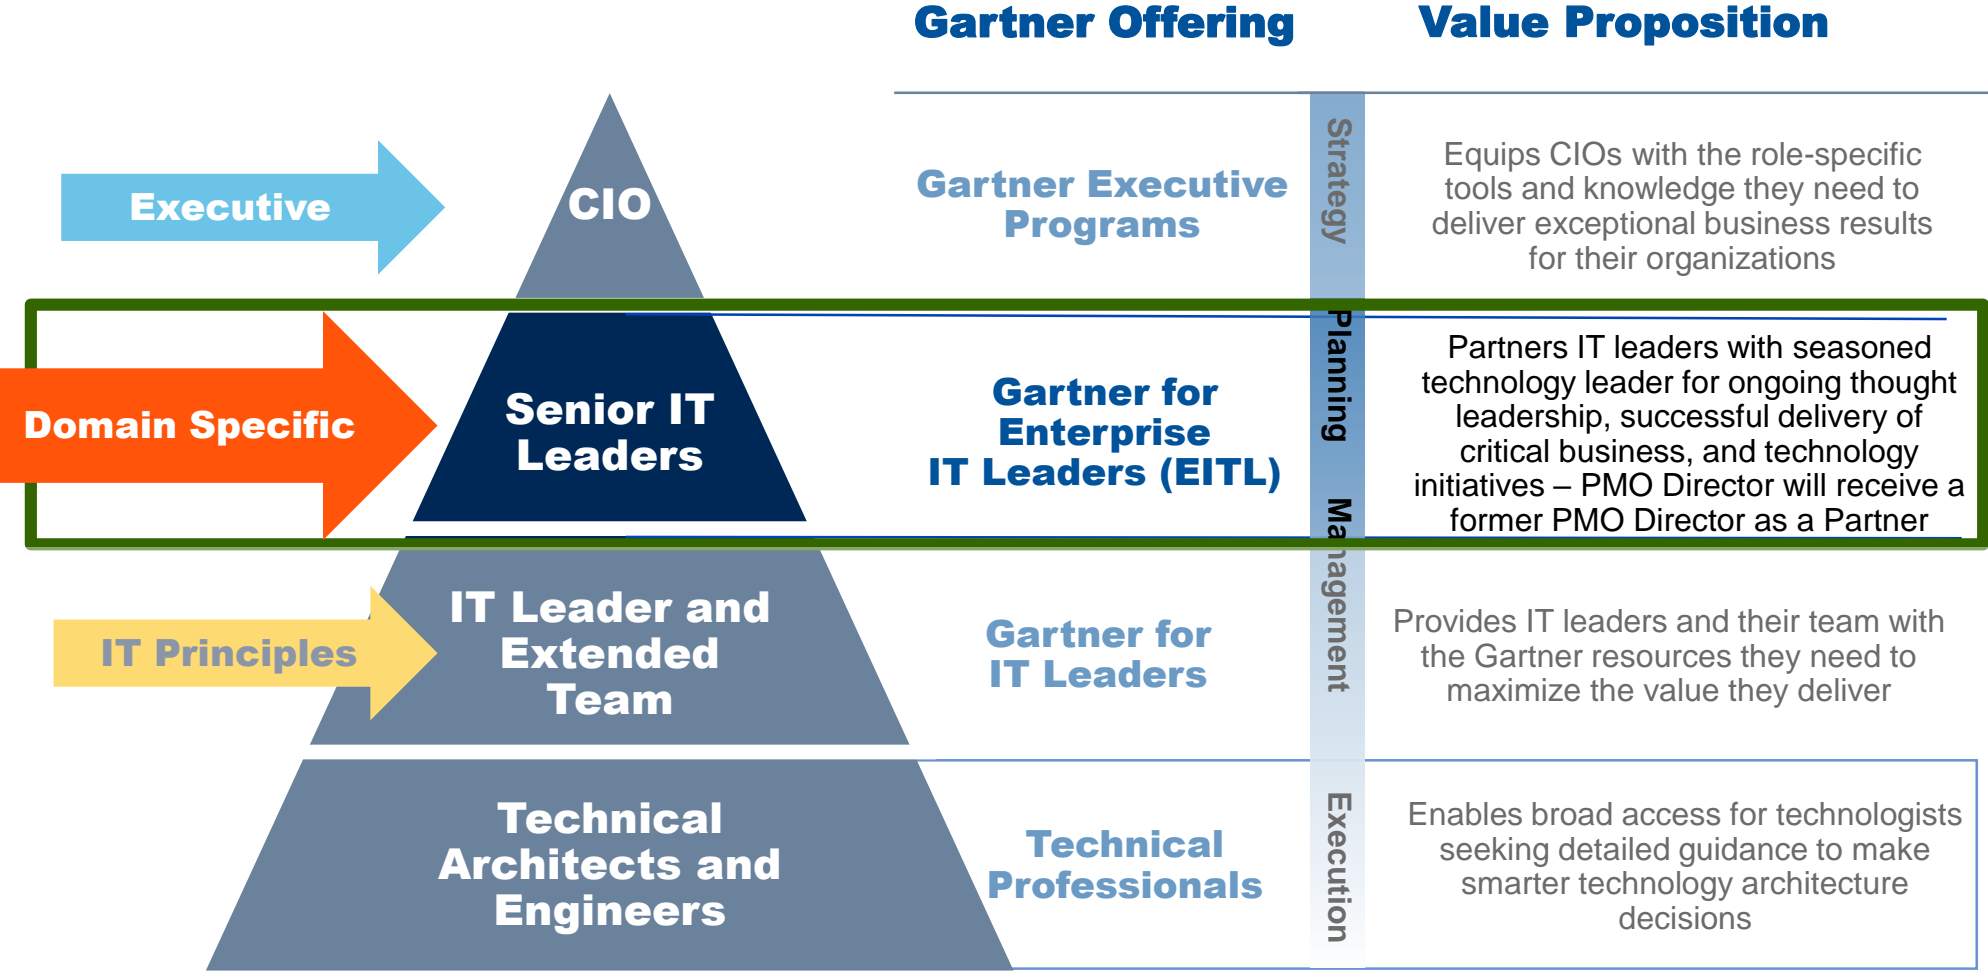 Gartner Offering
Value Proposition
Executive
CIO
Gartner Executive
Programs
Strategy
Equips CIOs with the role-specific
tools and knowledge they need to
deliver exceptional business results
for their organizations
Domain Specific
Senior IT
Leaders
Gartner for
Enterprise
IT Leaders (EITL)
Planning
Partners IT leaders with seasoned
technology leader for ongoing thought
leadership, successful delivery of
critical business, and technology
initiatives – PMO Director will receive a
former PMO Director as a Partner
IT Principles
IT Leader and
Extended
Team
Gartner for
IT Leaders
Management
Provides IT leaders and their team with
the Gartner resources they need to
maximize the value they deliver
Technical
Architects and
Engineers
Technical
Professionals
Execution
Enables broad access for technologists
seeking detailed guidance to make
smarter technology architecture
decisions